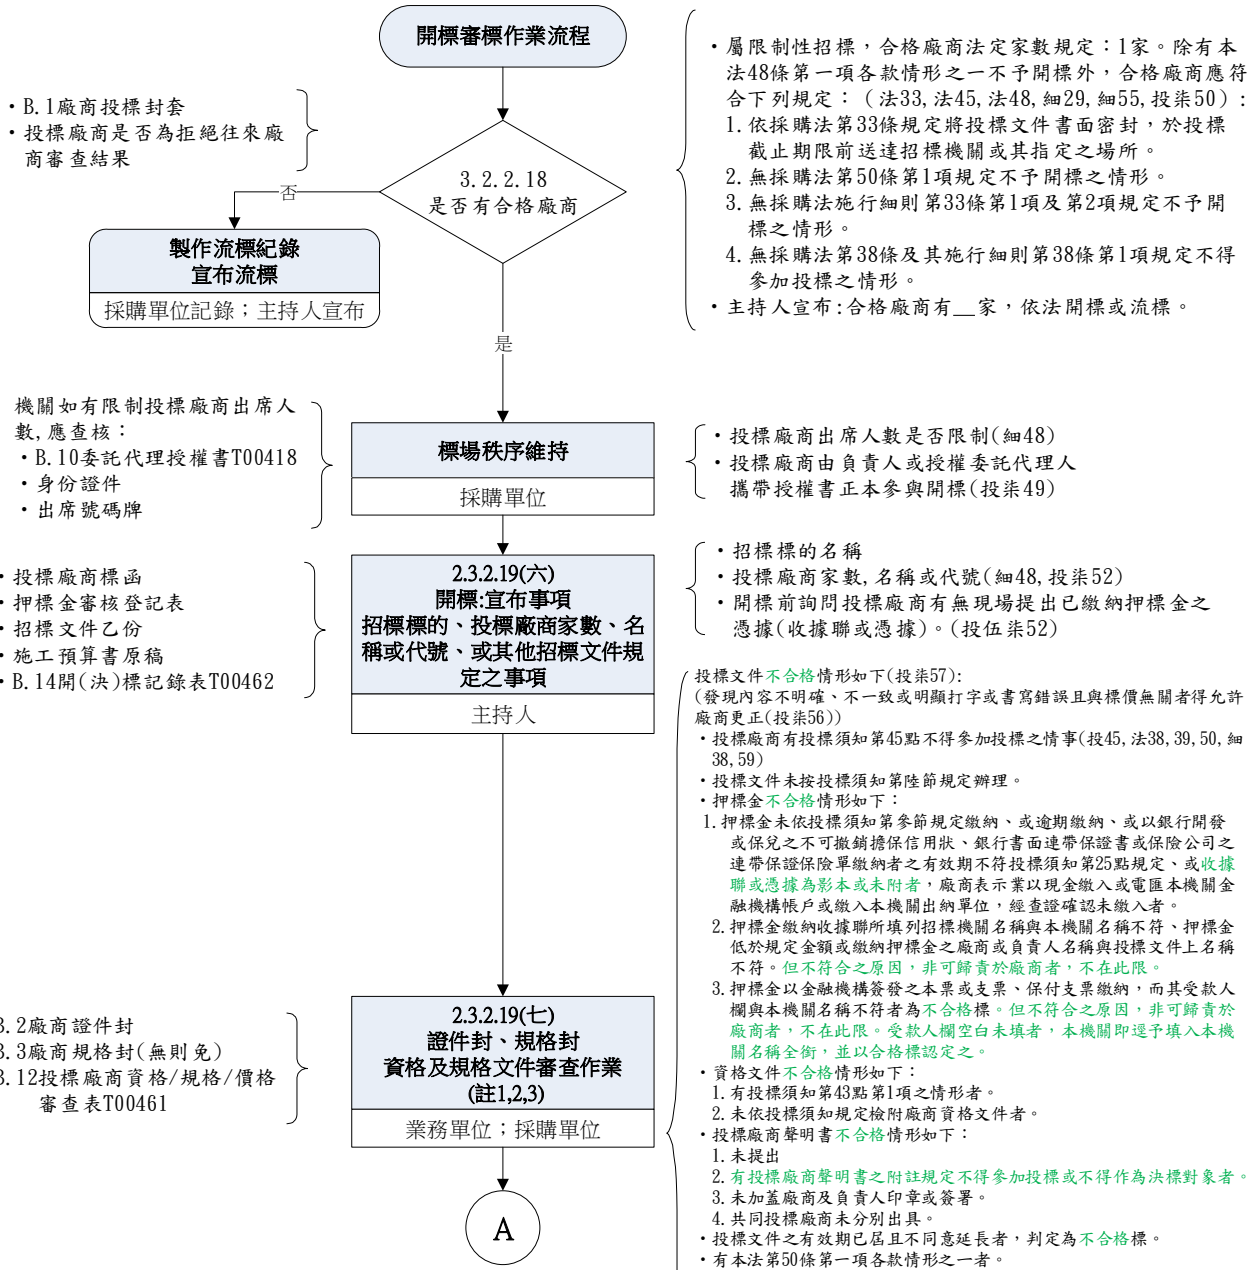 開標審標作業流程
・屬限制性招標，合格廠商法定家數規定：1家。除有本
法48條第一項各款情形之一不予開標外，合格廠商應符
合下列規定：（法33,法45,法48,細29,細55,投柒50）:
1.依採購法第33條規定將投標文件書面密封，於投標
截止期限前送達招標機關或其指定之場所。
2.無採購法第50條第1項規定不予開標之情形。
3.無採購法施行細則第33條第1項及第2項規定不予開
標之情形。
4.無採購法第38條及其施行細則第38條第1項規定不得
參加投標之情形。
・主持人宣布:合格廠商有__家，依法開標或流標。
・B.1廠商投標封套
・投標廠商是否為拒絕往來廠
商審查結果
3.2.2.18
是否有合格廠商
否
製作流標紀錄
宣布流標
採購單位記錄；主持人宣布
是
機關如有限制投標廠商出席人
數,應查核：
・B.10委託代理授權書T00418
・身份證件
・出席號碼牌
標場秩序維持
採購單位
・投標廠商出席人數是否限制(細48)
・投標廠商由負責人或授權委託代理人
攜帶授權書正本參與開標(投柒49)
・投標廠商標函
・押標金審核登記表
・招標文件乙份
・施工預算書原稿
・B.14開(決)標記錄表T00462
2.3.2.19(六)
開標:宣布事項
招標標的、投標廠商家數、名
稱或代號、或其他招標文件規
定之事項
主持人
・招標標的名稱
・投標廠商家數,名稱或代號(細48,投柒52)
・開標前詢問投標廠商有無現場提出已繳納押標金之
憑據(收據聯或憑據)。(投伍柒52)
投標文件不合格情形如下(投柒57):
(發現內容不明確、不一致或明顯打字或書寫錯誤且與標價無關者得允許
廠商更正(投柒56))
・投標廠商有投標須知第45點不得參加投標之情事(投45,法38,39,50,細
38,59)
・投標文件未按投標須知第陸節規定辦理。
・押標金不合格情形如下：
1.押標金未依投標須知第參節規定繳納、或逾期繳納、或以銀行開發
或保兌之不可撤銷擔保信用狀、銀行書面連帶保證書或保險公司之
連帶保證保險單繳納者之有效期不符投標須知第25點規定、或收據
聯或憑據為影本或未附者，廠商表示業以現金繳入或電匯本機關金
融機構帳戶或繳入本機關出納單位，經查證確認未繳入者。
2.押標金繳納收據聯所填列招標機關名稱與本機關名稱不符、押標金
低於規定金額或繳納押標金之廠商或負責人名稱與投標文件上名稱
不符。但不符合之原因，非可歸責於廠商者，不在此限。
3.押標金以金融機構簽發之本票或支票、保付支票繳納，而其受款人
欄與本機關名稱不符者為不合格標。但不符合之原因，非可歸責於
廠商者，不在此限。受款人欄空白未填者，本機關即逕予填入本機
關名稱全銜，並以合格標認定之。
・資格文件不合格情形如下：
1.有投標須知第43點第1項之情形者。
2.未依投標須知規定檢附廠商資格文件者。
・投標廠商聲明書不合格情形如下：
1.未提出
2.有投標廠商聲明書之附註規定不得參加投標或不得作為決標對象者。
3.未加蓋廠商及負責人印章或簽署。
4.共同投標廠商未分別出具。
・投標文件之有效期已屆且不同意延長者，判定為不合格標。
・有本法第50條第一項各款情形之一者。
3.2廠商證件封
3.3廠商規格封(無則免)
3.12投標廠商資格/規格/價格
審查表T00461
2.3.2.19(七)
證件封、規格封
資格及規格文件審查作業
(註1,2,3)
業務單位；採購單位
A